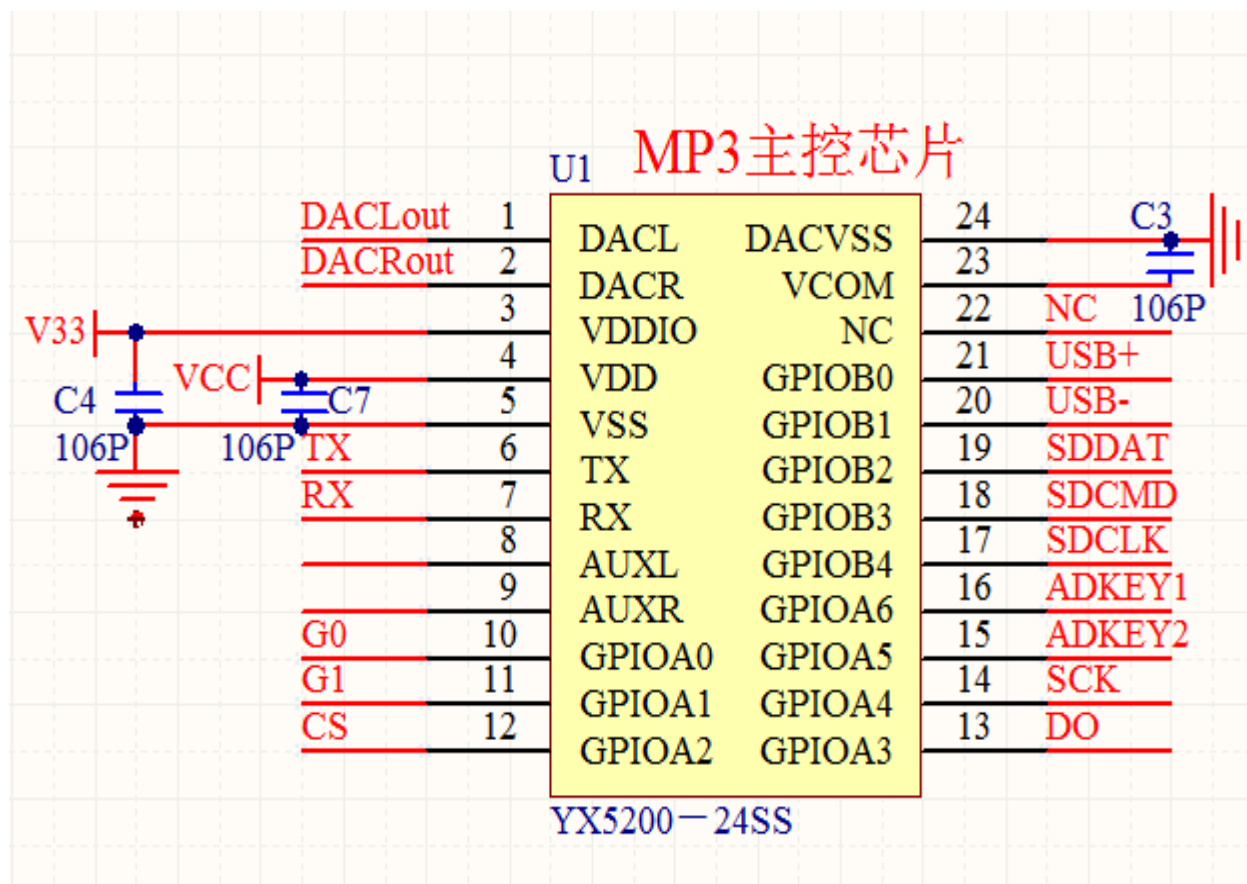 MP3主控芯片
U1
DACLout 1 DACL DACVSS 24 C3
DACRout 2 DACR VCOM 23
V33 3 VDDIO NC 22 NC 106P
VCC 4 VDD GPIOB0 21 USB+
C4 C7 5 VSS GPIOB1 20 USB-
106P 106P TX 6 TX GPIOB2 19 SDDAT
RX 7 RX GPIOB3 18 SDCMD
8 AUXL GPIOB4 17 SDCLK
9 AUXR GPIOA6 16 ADKEY1
G0 10 GPIOA0 GPIOA5 15 ADKEY2
G1 11 GPIOA1 GPIOA4 14 SCK
CS 12 GPIOA2 GPIOA3 13 DO
YX5200－24SS